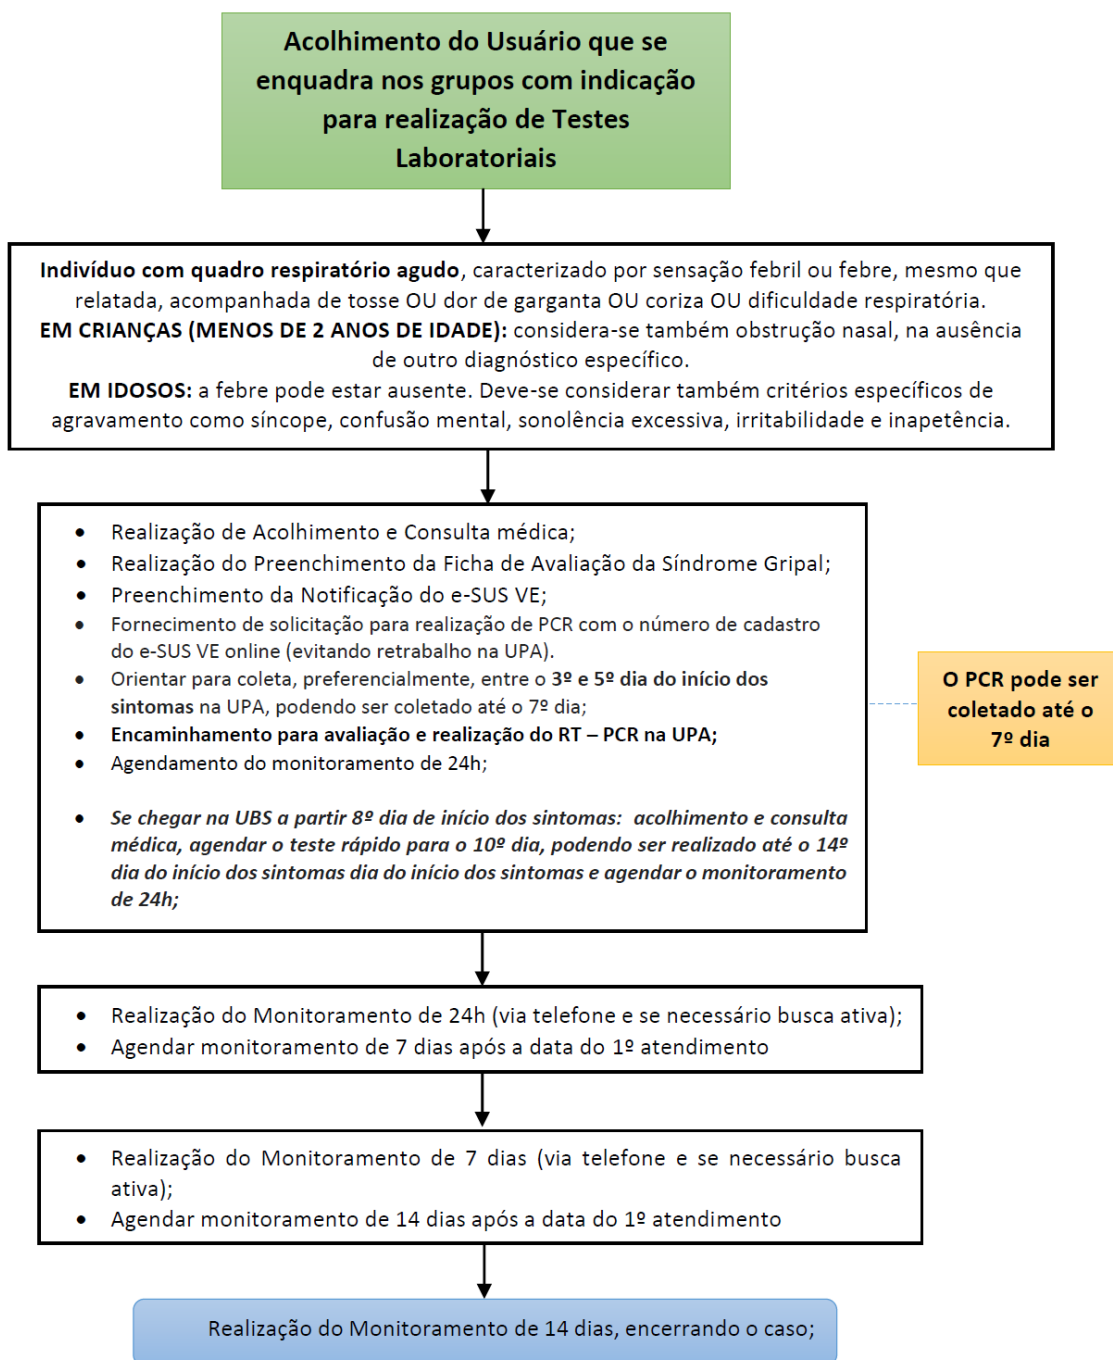 Acolhimento do Usuário que se
enquadra nos grupos com indicação
para realização de Testes
Laboratoriais
Indivíduo com quadro respiratório agudo, caracterizado por sensação febril ou febre, mesmo que
relatada, acompanhada de tosse OU dor de garganta OU coriza OU dificuldade respiratória.
EM CRIANÇAS (MENOS DE 2 ANOS DE IDADE): considera-se também obstrução nasal, na ausência
de outro diagnóstico específico.
EM IDOSOS: a febre pode estar ausente. Deve-se considerar também critérios específicos de
agravamento como síncope, confusão mental, sonolência excessiva, irritabilidade e inapetência.
• Realização de Acolhimento e Consulta médica;
• Realização do Preenchimento da Ficha de Avaliação da Síndrome Gripal;
• Preenchimento da Notificação do e-SUS VE;
• Fornecimento de solicitação para realização de PCR com o número de cadastro
do e-SUS VE online (evitando retrabalho na UPA).
• Orientar para coleta, preferencialmente, entre o 3º e 5º dia do início dos
sintomas na UPA, podendo ser coletado até o 7º dia;
• Encaminhamento para avaliação e realização do RT – PCR na UPA;
• Agendamento do monitoramento de 24h;
• Se chegar na UBS a partir 8º dia de início dos sintomas: acolhimento e consulta
médica, agendar o teste rápido para o 10º dia, podendo ser realizado até o 14º
dia do início dos sintomas dia do início dos sintomas e agendar o monitoramento
de 24h;
O PCR pode ser
coletado até o
7º dia
• Realização do Monitoramento de 24h (via telefone e se necessário busca ativa);
• Agendar monitoramento de 7 dias após a data do 1º atendimento
• Realização do Monitoramento de 7 dias (via telefone e se necessário busca
ativa);
• Agendar monitoramento de 14 dias após a data do 1º atendimento
Realização do Monitoramento de 14 dias, encerrando o caso;